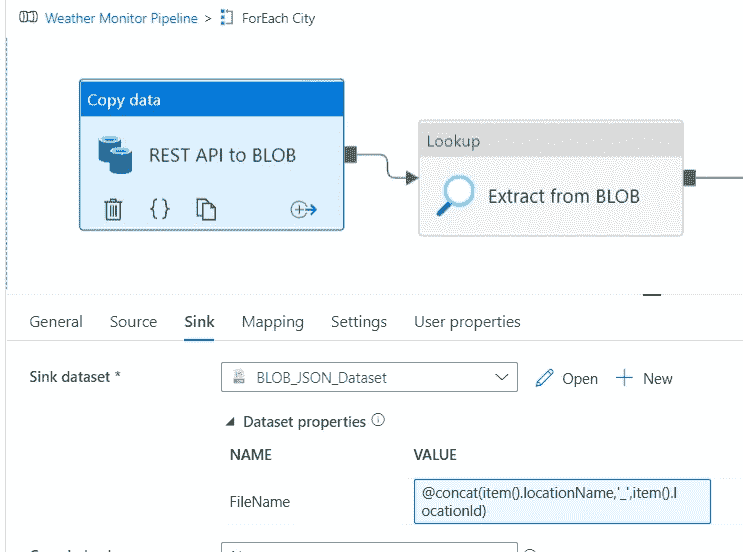 Weather Monitor Pipeline > ForEach City
Copy data
REST API to BLOB
{}
Lookup
Extract from BLOB
General Source Sink Mapping Settings User properties
Sink dataset * BLOB_JSON_Dataset Open + New
Dataset properties
NAME VALUE
FileName @concat(item().locationName,'_',item().l
ocationId)